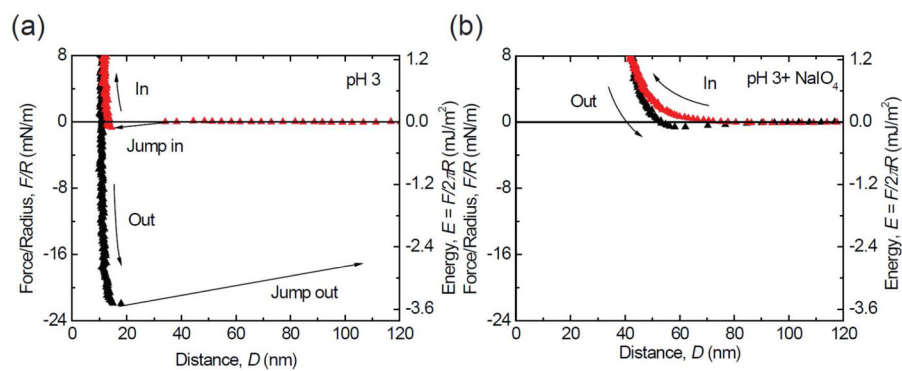 (a)
8
0
-8
-16
-24
Force/Radius, F/R (mN/m)
In
pH 3
Jump in
Out
Jump out
1.2
0.0
-1.2
-2.4
-3.6
Energy, E = F/2πR (mJ/m²)
0 20 40 60 80 100 120
Distance, D (nm)
(b)
8
0
-8
-16
-24
Force/Radius, F/R (mN/m)
Out
In
pH 3+ NaIO₄
1.2
0.0
-1.2
-2.4
-3.6
Energy, E = F/2πR (mJ/m²)
0 20 40 60 80 100 120
Distance, D (nm)